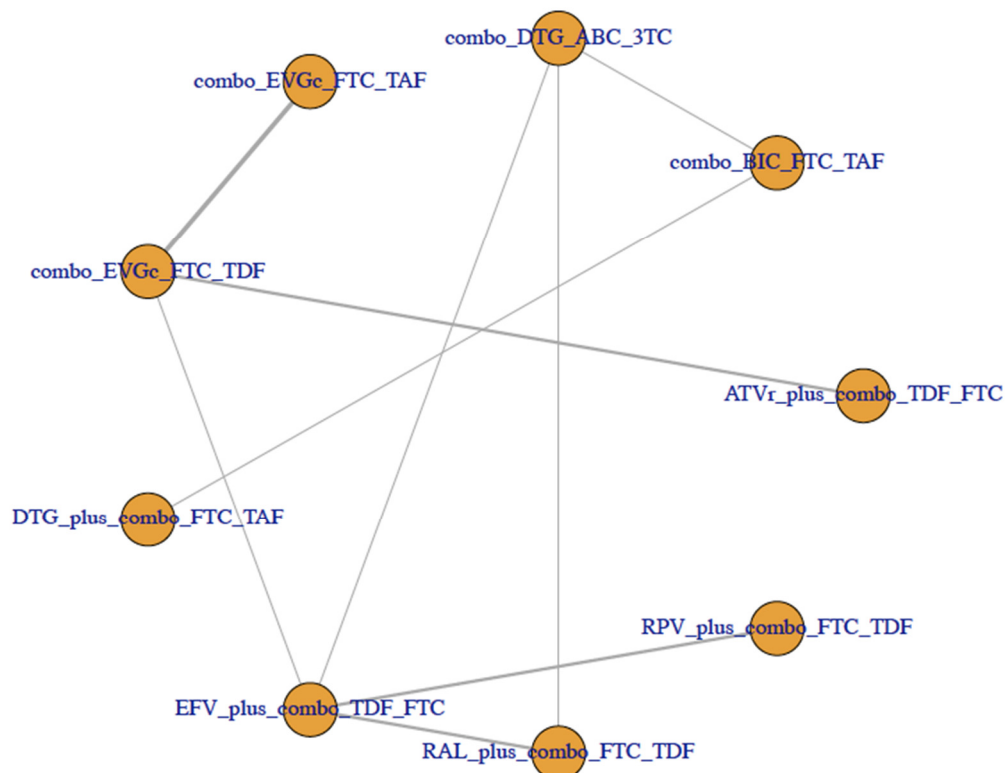 combo_DTG_ABC_3TC
combo_EVGc_FTC_TAF
combo_BIC_FTC_TAF
combo_EVGc_FTC_TDF
ATVr_plus_combo_TDF_FTC
DTG_plus_combo_FTC_TAF
RPV_plus_combo_FTC_TDF
EFV_plus_combo_TDF_FTC
RAL_plus_combo_FTC_TDF